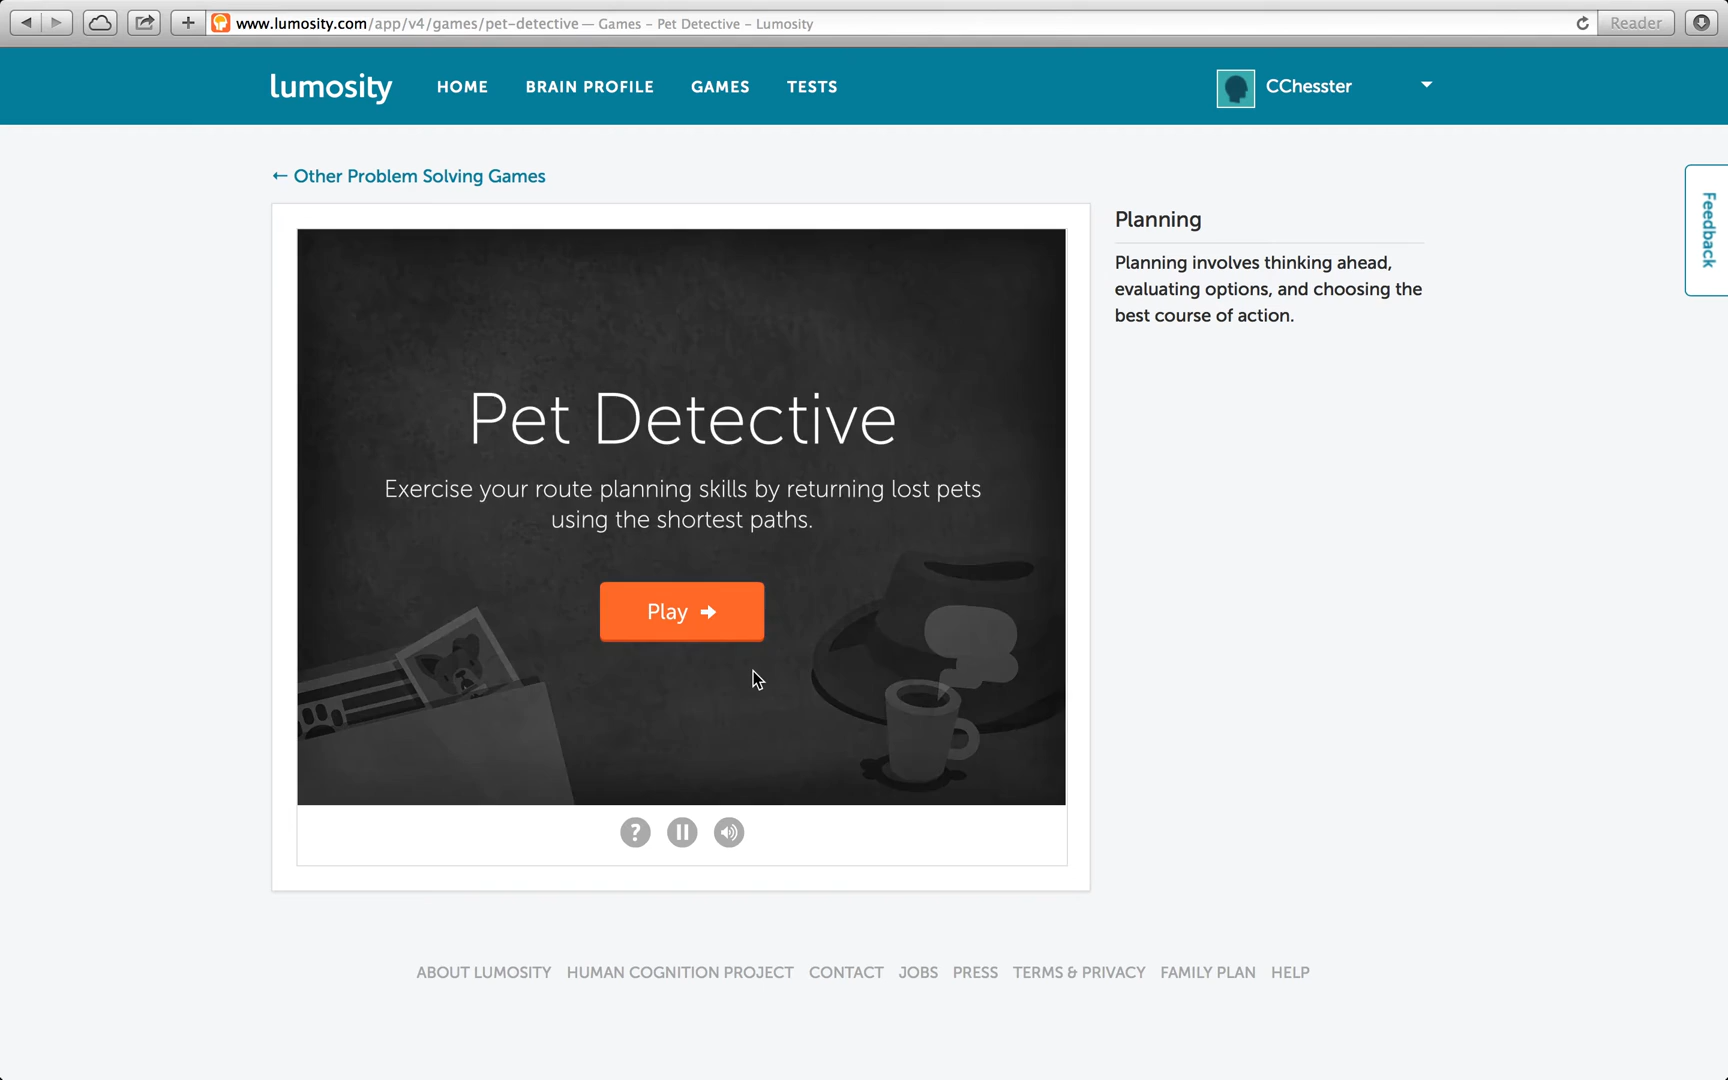 www.lumosity.com/app/v4/games/pet-detective — Games – Pet Detective – Lumosity
Reader
lumosity
HOME
BRAIN PROFILE
GAMES
TESTS
CChesster
← Other Problem Solving Games
Feedback
Planning
Planning involves thinking ahead,
evaluating options, and choosing the
best course of action.
Pet Detective
Exercise your route planning skills by returning lost pets
using the shortest paths.
Play →
?
ABOUT LUMOSITY HUMAN COGNITION PROJECT CONTACT JOBS PRESS TERMS & PRIVACY FAMILY PLAN HELP